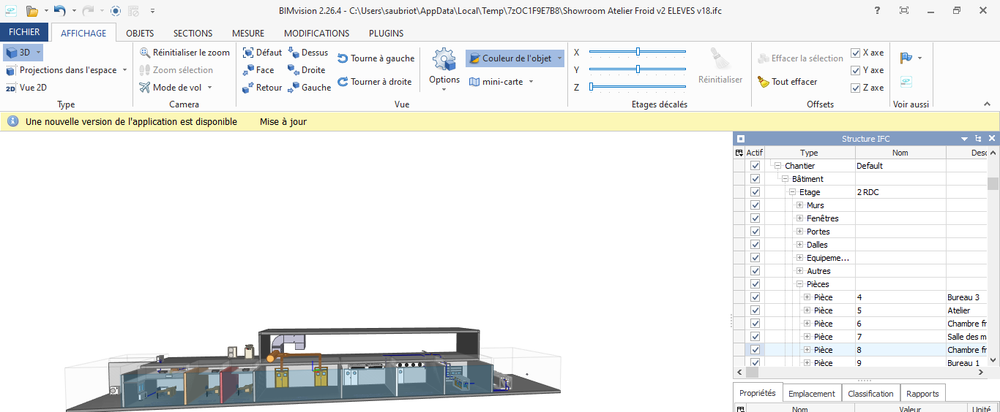 BIMvision 2.26.4 - C:\Users\saubriot\AppData\Local\Temp\7zOC1F9E7B8\Showroom Atelier Froid v2 ELEVES v18.ifc
FICHIER AFFICHAGE OBJETS SECTIONS MESURE MODIFICATIONS PLUGINS
3D Réinitialiser le zoom Défaut Dessus Tourne à gauche Couleur de l'objet X Effacer la sélection X axe
Projections dans l'espace Zoom sélection Face Droite Options mini-carte Y Réinitialiser Tout effacer Y axe
2D Vue 2D Mode de vol Retour Gauche Tourner à droite Z Z axe
Type Camera Vue Etages décalés Offsets Voir aussi
Une nouvelle version de l'application est disponible Mise à jour
Structure IFC
Actif Type Nom Desc
Chantier Default
Bâtiment
Etage 2 RDC
Murs
Fenêtres
Portes
Dalles
Equipeme...
Autres
Pièces
Pièce 4 Bureau 3
Pièce 5 Atelier
Pièce 6 Chambre fr
Pièce 7 Salle des m
Pièce 8 Chambre fr
Pièce 9 Bureau 1
Propriétés Emplacement Classification Rapports
Nom Valeur Unité